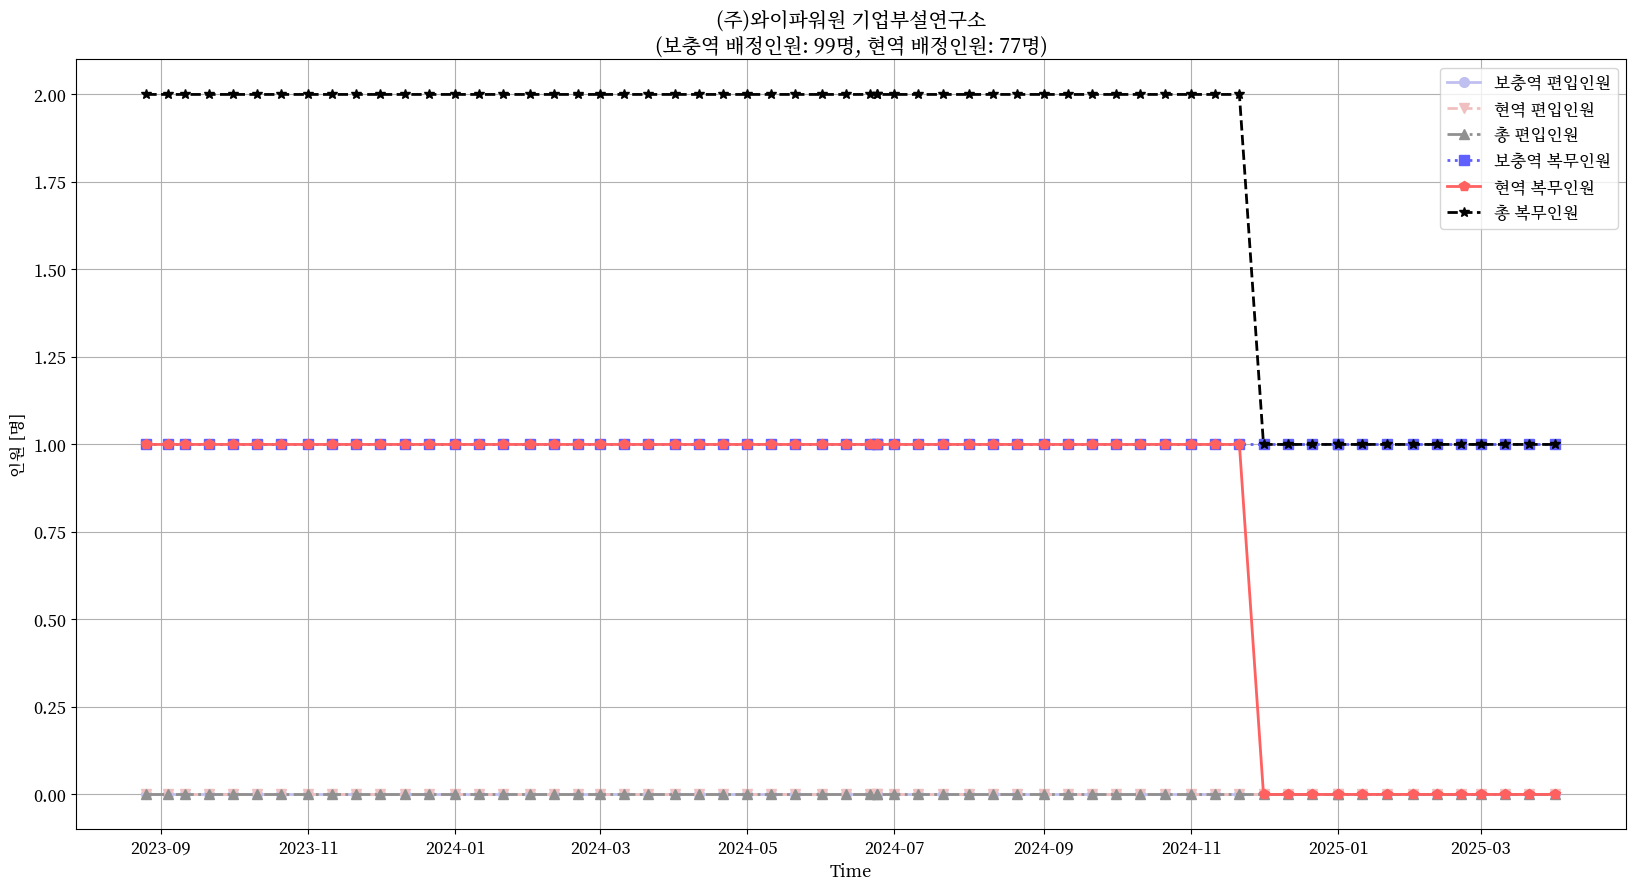 (주)와이파워원 기업부설연구소
(보충역 배정인원: 99명, 현역 배정인원: 77명)
보충역 편입인원
현역 편입인원
총 편입인원
보충역 복무인원
현역 복무인원
총 복무인원
인원 [명]
2.00
1.75
1.50
1.25
1.00
0.75
0.50
0.25
0.00
2023-09 2023-11 2024-01 2024-03 2024-05 2024-07 2024-09 2024-11 2025-01 2025-03
Time